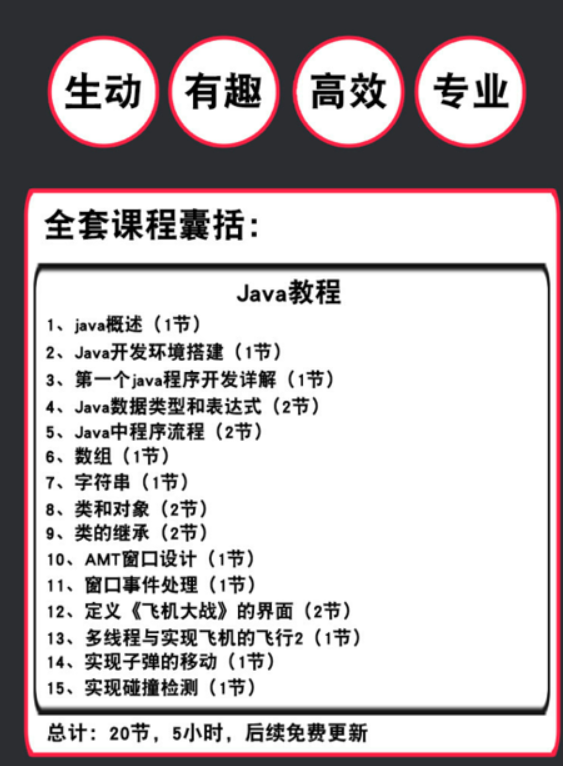 生动 有趣 高效 专业
全套课程囊括：
Java教程
1、java概述（1节）
2、Java开发环境搭建（1节）
3、第一个java程序开发详解（1节）
4、Java数据类型和表达式（2节）
5、Java中程序流程（2节）
6、数组（1节）
7、字符串（1节）
8、类和对象（2节）
9、类的继承（2节）
10、AMT窗口设计（1节）
11、窗口事件处理（1节）
12、定义《飞机大战》的界面（2节）
13、多线程与实现飞机的飞行2（1节）
14、实现子弹的移动（1节）
15、实现碰撞检测（1节）
总计：20节，5小时，后续免费更新